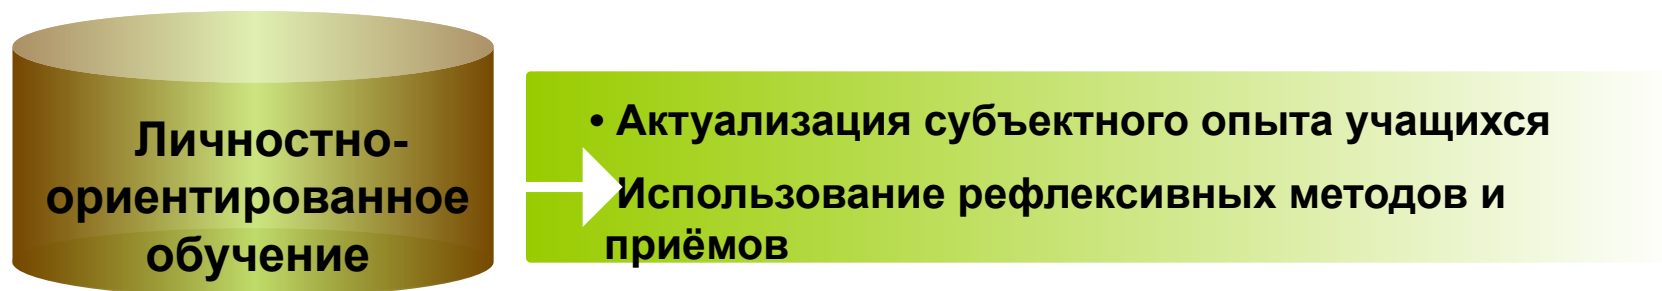 Личностно-
ориентированное
обучение
• Актуализация субъектного опыта учащихся
Использование рефлексивных методов и
приёмов